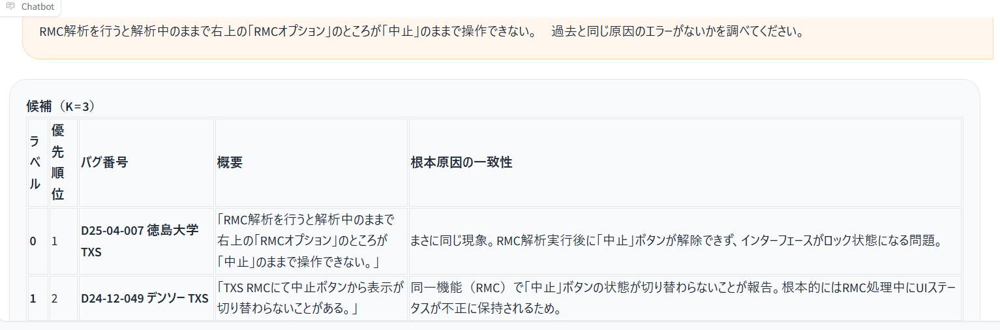 Chatbot
RMC解析を行うと解析中のままで右上の「RMCオプション」のところが「中止」のままで操作できない。　過去と同じ原因のエラーがないかを調べてください。
候補（K=3）
ラベル
優先順位
バグ番号
概要
根本原因の一致性
0
1
D25-04-007 徳島大学
TXS
「RMC解析を行うと解析中のままで
右上の「RMCオプション」のところが
「中止」のままで操作できない。」
まさに同じ現象。RMC解析実行後に「中止」ボタンが解除できず、インターフェースがロック状態になる問題。
1
2
D24-12-049 デンソー TXS
「TXS RMCにて中止ボタンから表示が
切り替わらないことがある。」
同一機能（RMC）で「中止」ボタンの状態が切り替わらないことが報告。根本的にはRMC処理中にUIステー
タスが不正に保持されるため。